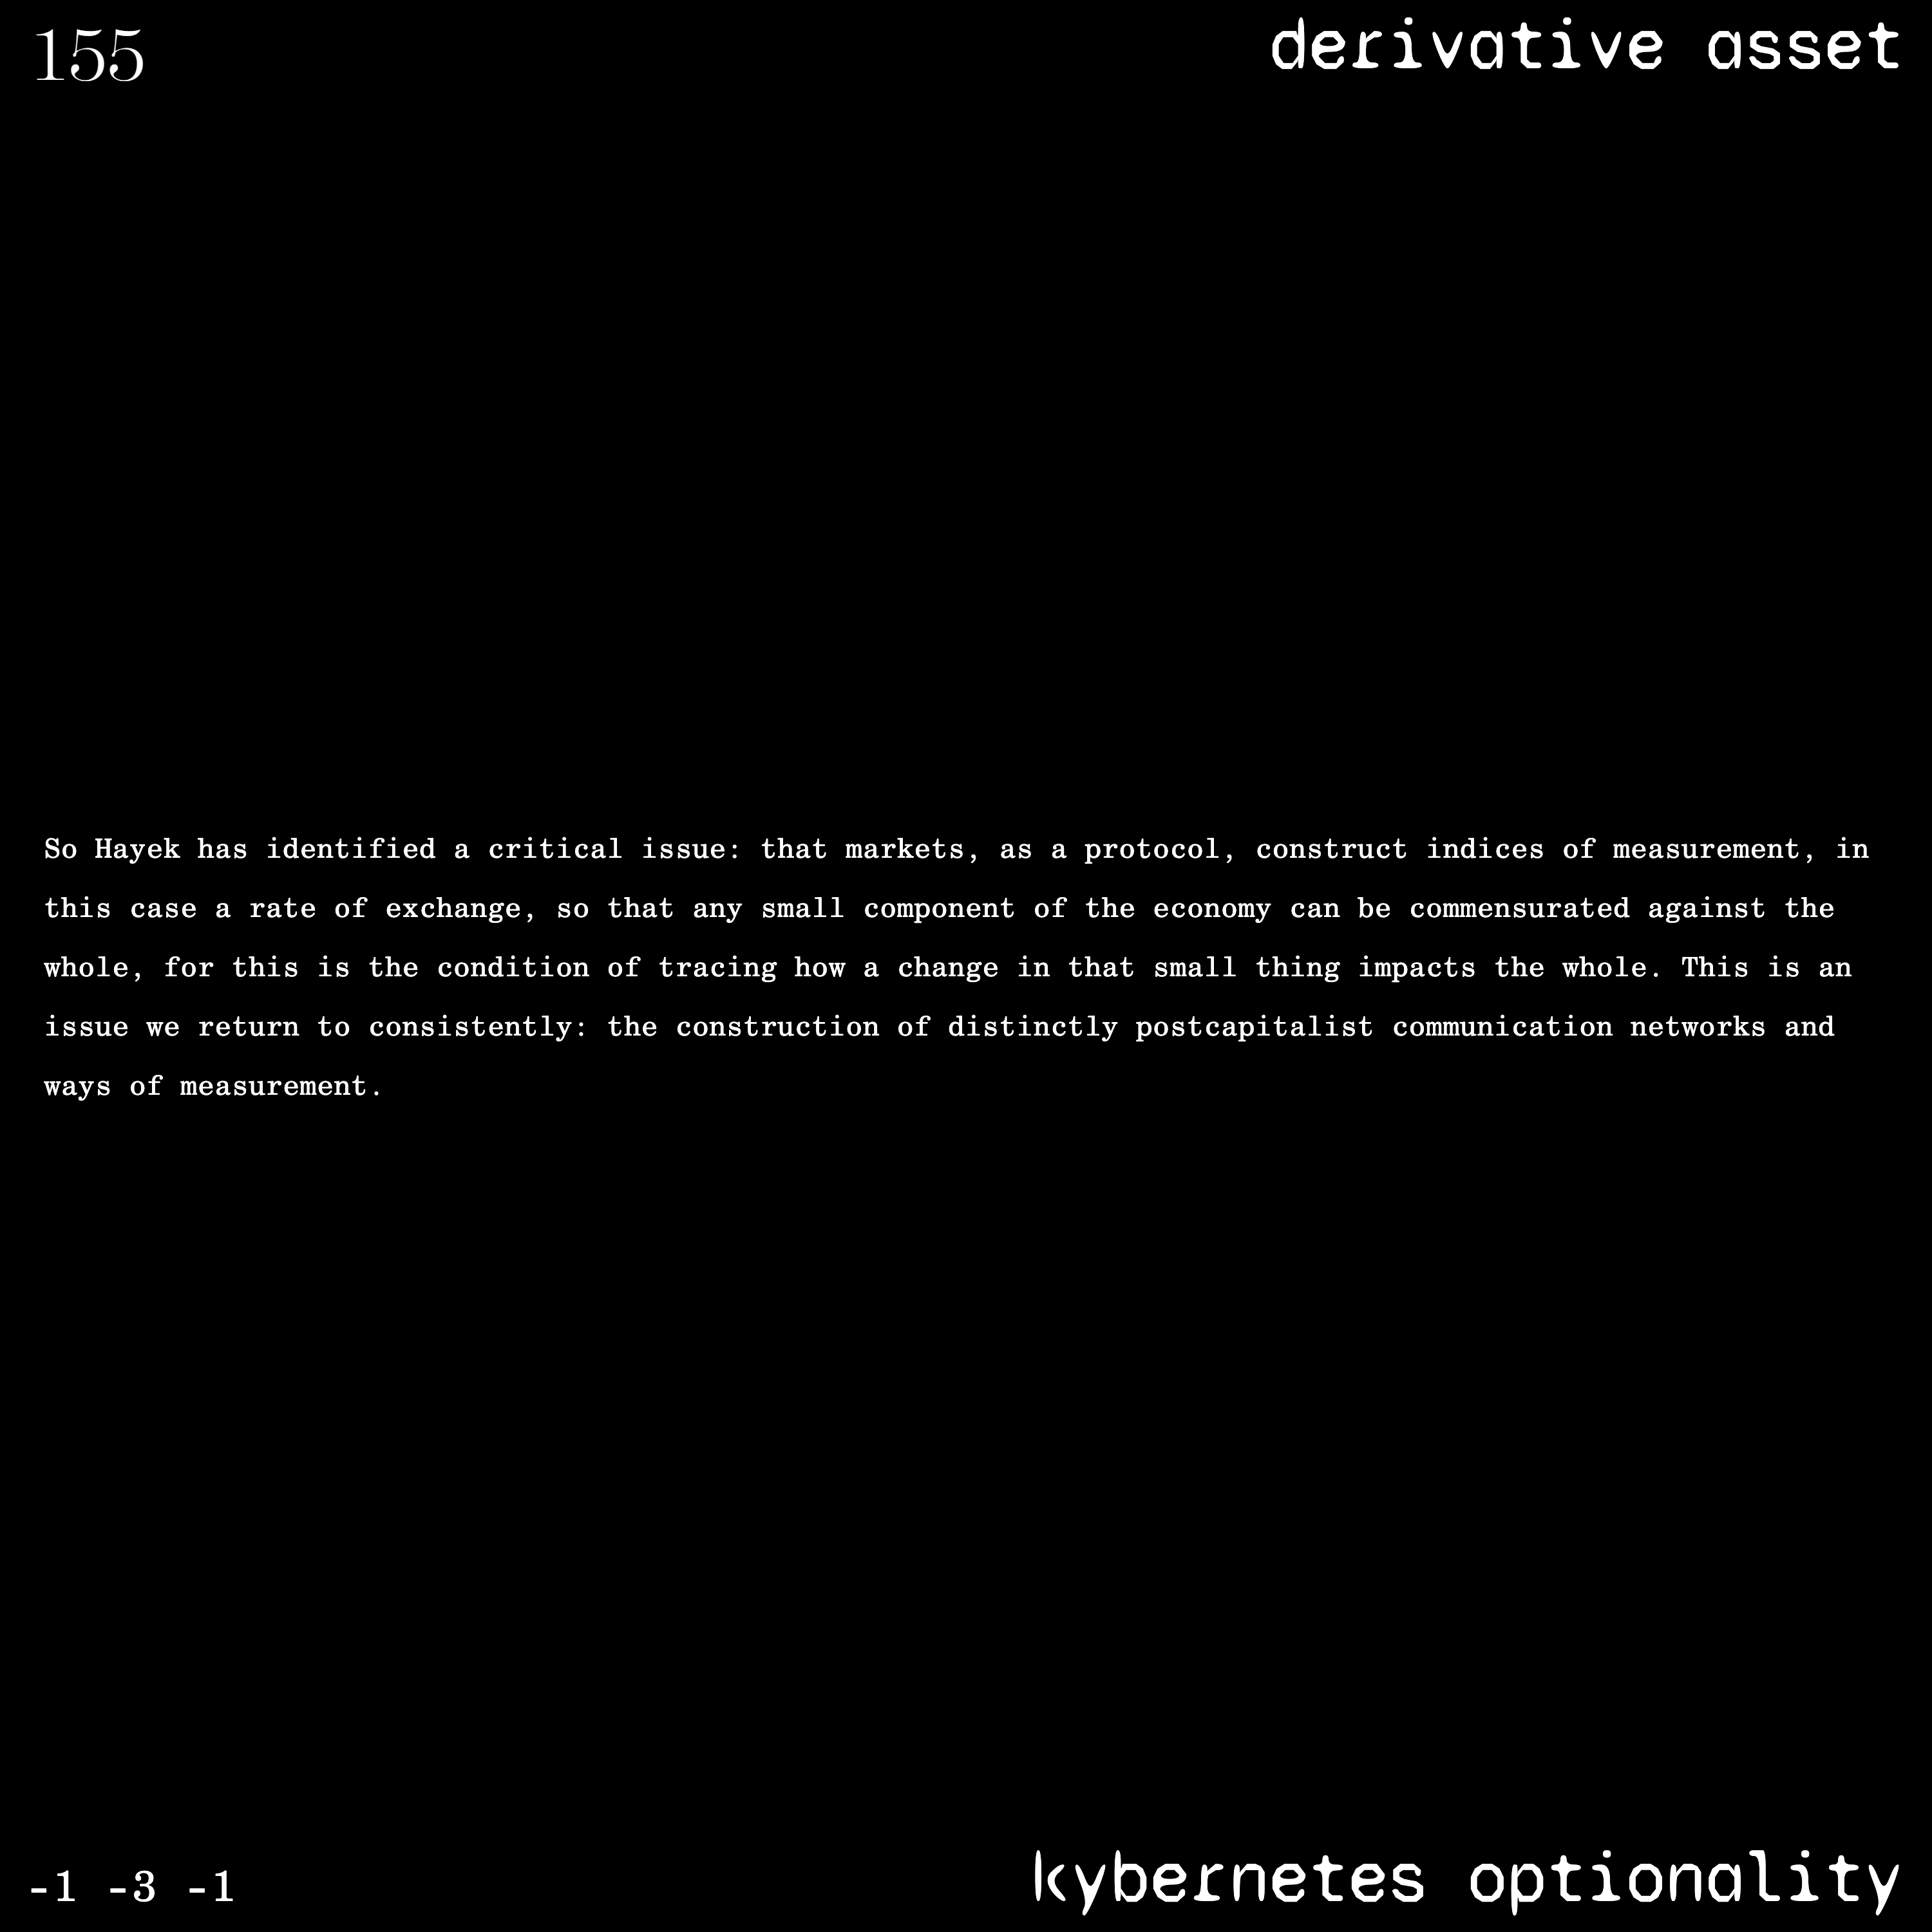 155
derivative asset
So Hayek has identified a critical issue: that markets, as a protocol, construct indices of measurement, in
this case a rate of exchange, so that any small component of the economy can be commensurated against the
whole, for this is the condition of tracing how a change in that small thing impacts the whole. This is an
issue we return to consistently: the construction of distinctly postcapitalist communication networks and
ways of measurement.
-1 -3 -1
kybernetes optionality